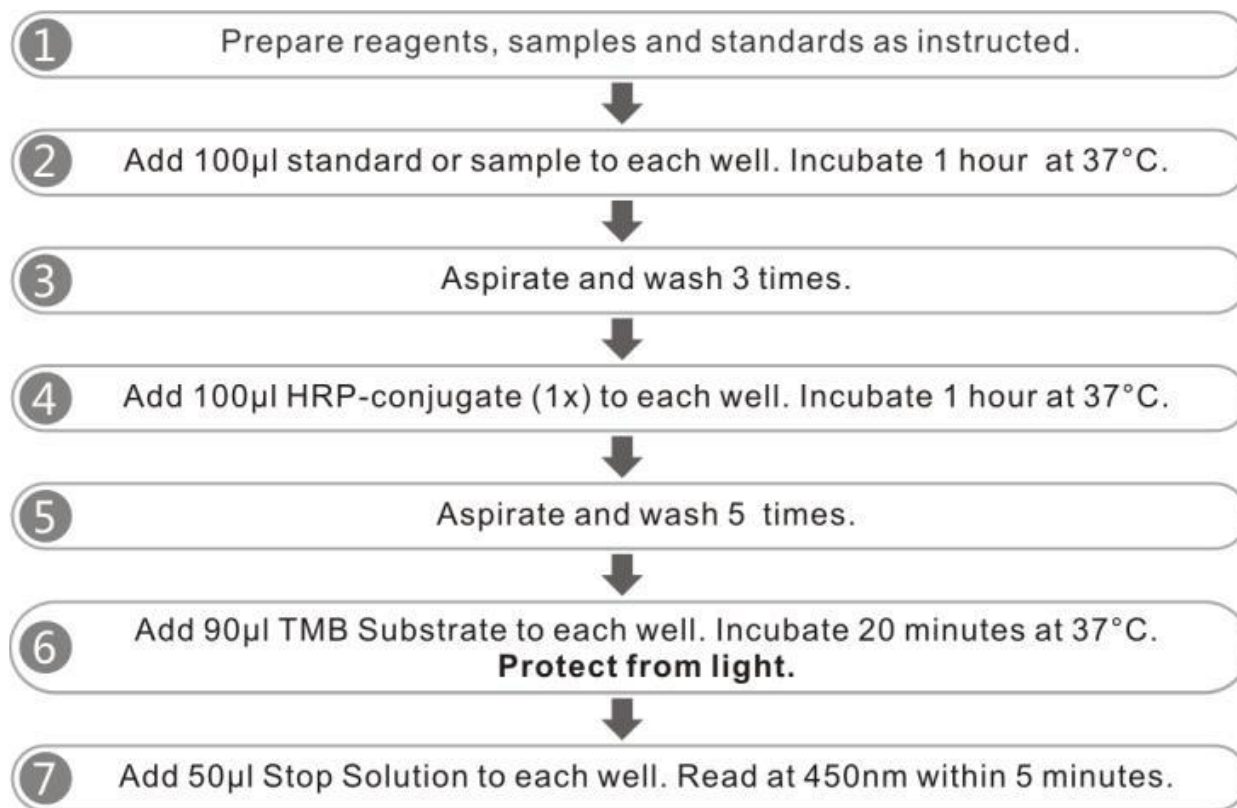 1 Prepare reagents, samples and standards as instructed.
2 Add 100µl standard or sample to each well. Incubate 1 hour at 37°C.
3 Aspirate and wash 3 times.
4 Add 100µl HRP-conjugate (1x) to each well. Incubate 1 hour at 37°C.
5 Aspirate and wash 5 times.
6 Add 90µl TMB Substrate to each well. Incubate 20 minutes at 37°C.
Protect from light.
7 Add 50µl Stop Solution to each well. Read at 450nm within 5 minutes.